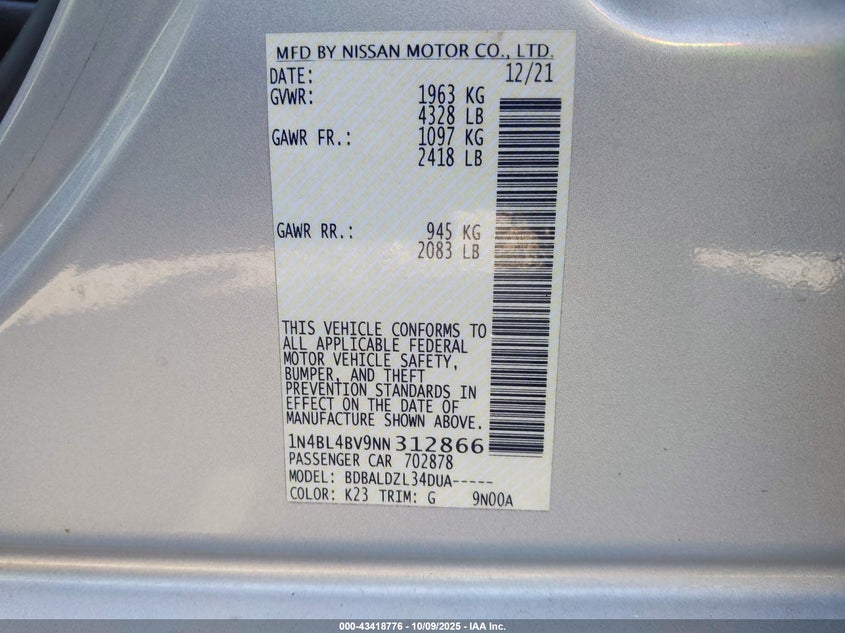 MFD BY NISSAN MOTOR CO., LTD.
DATE: 12/21
GVWR: 1963 KG
4328 LB
GAWR FR.: 1097 KG
2418 LB
GAWR RR.: 945 KG
2083 LB
THIS VEHICLE CONFORMS TO
ALL APPLICABLE FEDERAL
MOTOR VEHICLE SAFETY,
BUMPER, AND THEFT
PREVENTION STANDARDS IN
EFFECT ON THE DATE OF
MANUFACTURE SHOWN ABOVE.
1N4BL4BV9NN312866
PASSENGER CAR 702878
MODEL: BDBALDZL34DUA-----
COLOR: K23 TRIM: G 9N00A
000-43418776 - 10/09/2025 - IAA Inc.